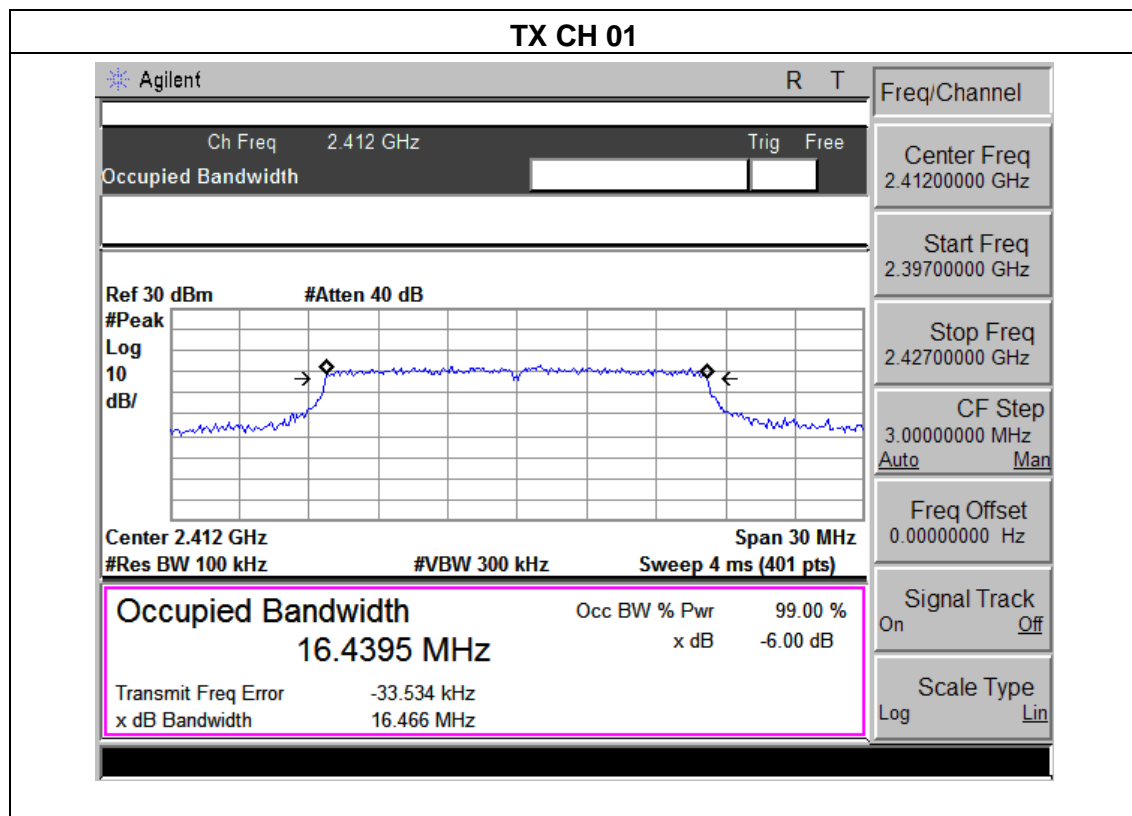 TX CH 01
Agilent R T
Ch Freq 2.412 GHz Trig Free
Occupied Bandwidth
Ref 30 dBm #Atten 40 dB
#Peak
Log
10
dB/
Center 2.412 GHz Span 30 MHz
#Res BW 100 kHz #VBW 300 kHz Sweep 4 ms (401 pts)
Occupied Bandwidth Occ BW % Pwr 99.00 %
16.4395 MHz x dB -6.00 dB
Transmit Freq Error -33.534 kHz
x dB Bandwidth 16.466 MHz
Freq/Channel
Center Freq
2.41200000 GHz
Start Freq
2.39700000 GHz
Stop Freq
2.42700000 GHz
CF Step
3.00000000 MHz
Auto Man
Freq Offset
0.00000000 Hz
Signal Track
On Off
Scale Type
Log Lin